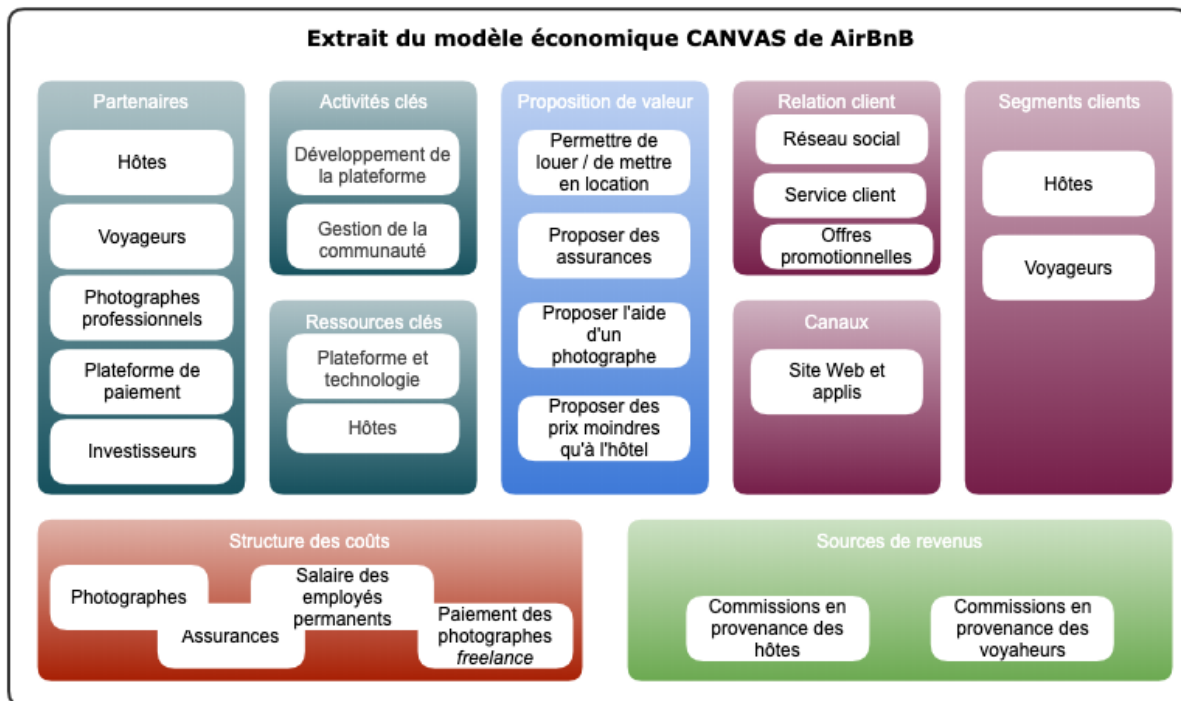 Extrait du modèle économique CANVAS de AirBnB
Partenaires
Hôtes
Voyageurs
Photographes
professionnels
Plateforme de
paiement
Investisseurs
Activités clés
Développement de
la plateforme
Gestion de la
communauté
Ressources clés
Plateforme et
technologie
Hôtes
Proposition de valeur
Permettre de
louer / de mettre
en location
Proposer des
assurances
Proposer l'aide
d'un
photographe
Proposer des
prix moindres
qu'à l'hôtel
Relation client
Réseau social
Service client
Offres
promotionnelles
Canaux
Site Web et
applis
Segments clients
Hôtes
Voyageurs
Structure des coûts
Photographes
Assurances
Salaire des
employés
permanents
Paiement des
photographes
freelance
Sources de revenus
Commissions en
provenance des
hôtes
Commissions en
provenance des
voyaheurs